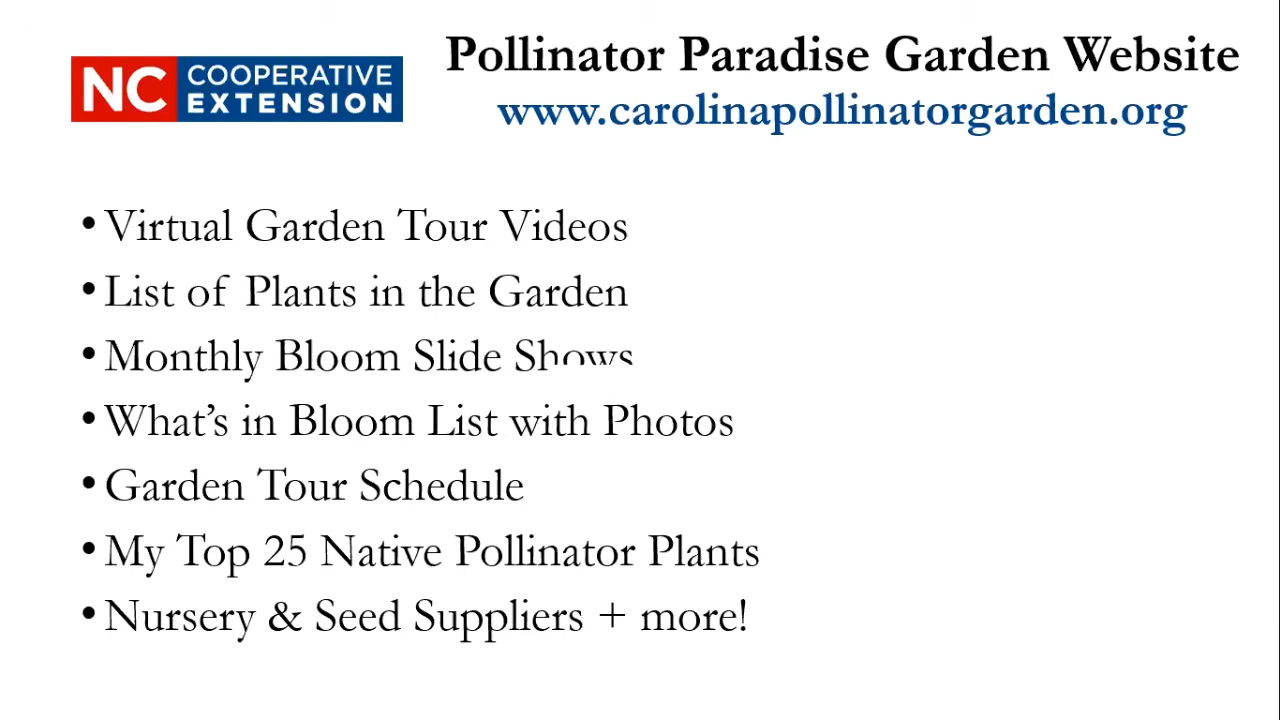 NC COOPERATIVE EXTENSION
Pollinator Paradise Garden Website
www.carolinapollinatorgarden.org
• Virtual Garden Tour Videos
• List of Plants in the Garden
• Monthly Bloom Slide Shows
• What's in Bloom List with Photos
• Garden Tour Schedule
• My Top 25 Native Pollinator Plants
• Nursery & Seed Suppliers + more!